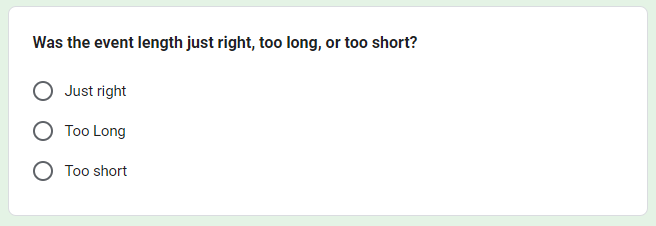 Was the event length just right, too long, or too short?
Just right
Too Long
Too short